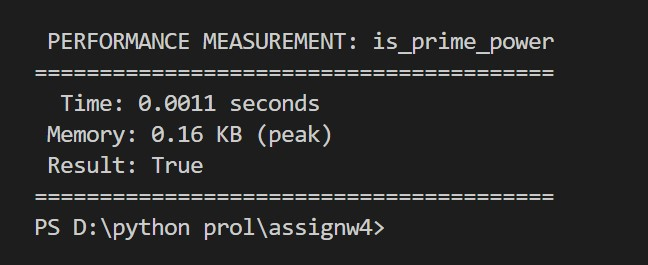 PERFORMANCE MEASUREMENT: is_prime_power
========================================
Time: 0.0011 seconds
Memory: 0.16 KB (peak)
Result: True
========================================
PS D:\python prol\assignw4>